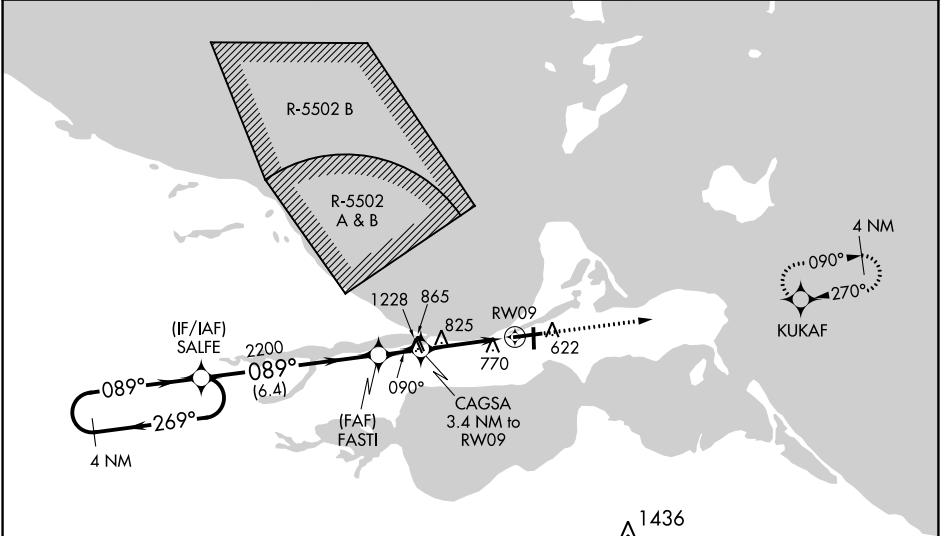 R-5502 B
R-5502
A & B
4 NM
090°
270°
KUKAF
1228
865
825
RW09
(IF/IAF)
SALFE
2200
089°
(6.4)
089°
090°
770
622
269°
(FAF)
FASTI
CAGSA
3.4 NM to
RW09
4 NM
1436